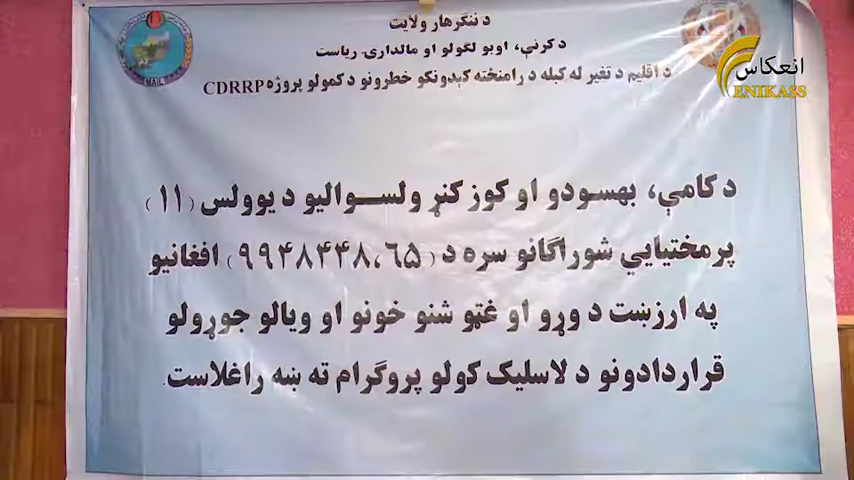 د ننګرهار ولایت
د کرنې، اوبو لګولو او مالدارۍ ریاست
د اقلیم د تغیر له کبله د رامنځته کېدونکو خطرونو د کمولو پروژه CDRRP
MAIL
انعکاس
ENIKASS
د کامې، بهسودو او کوز کنړ ولسوالیو د یوولس (۱۱)
پرمختیایي شوراګانو سره د (۹۹۴۸۴۴۸،۶۵) افغانیو
په ارزښت د وړو او غټو شنو خونو او ویالو جوړولو
قراردادونو د لاسلیک کولو پروګرام ته ښه راغلاست.